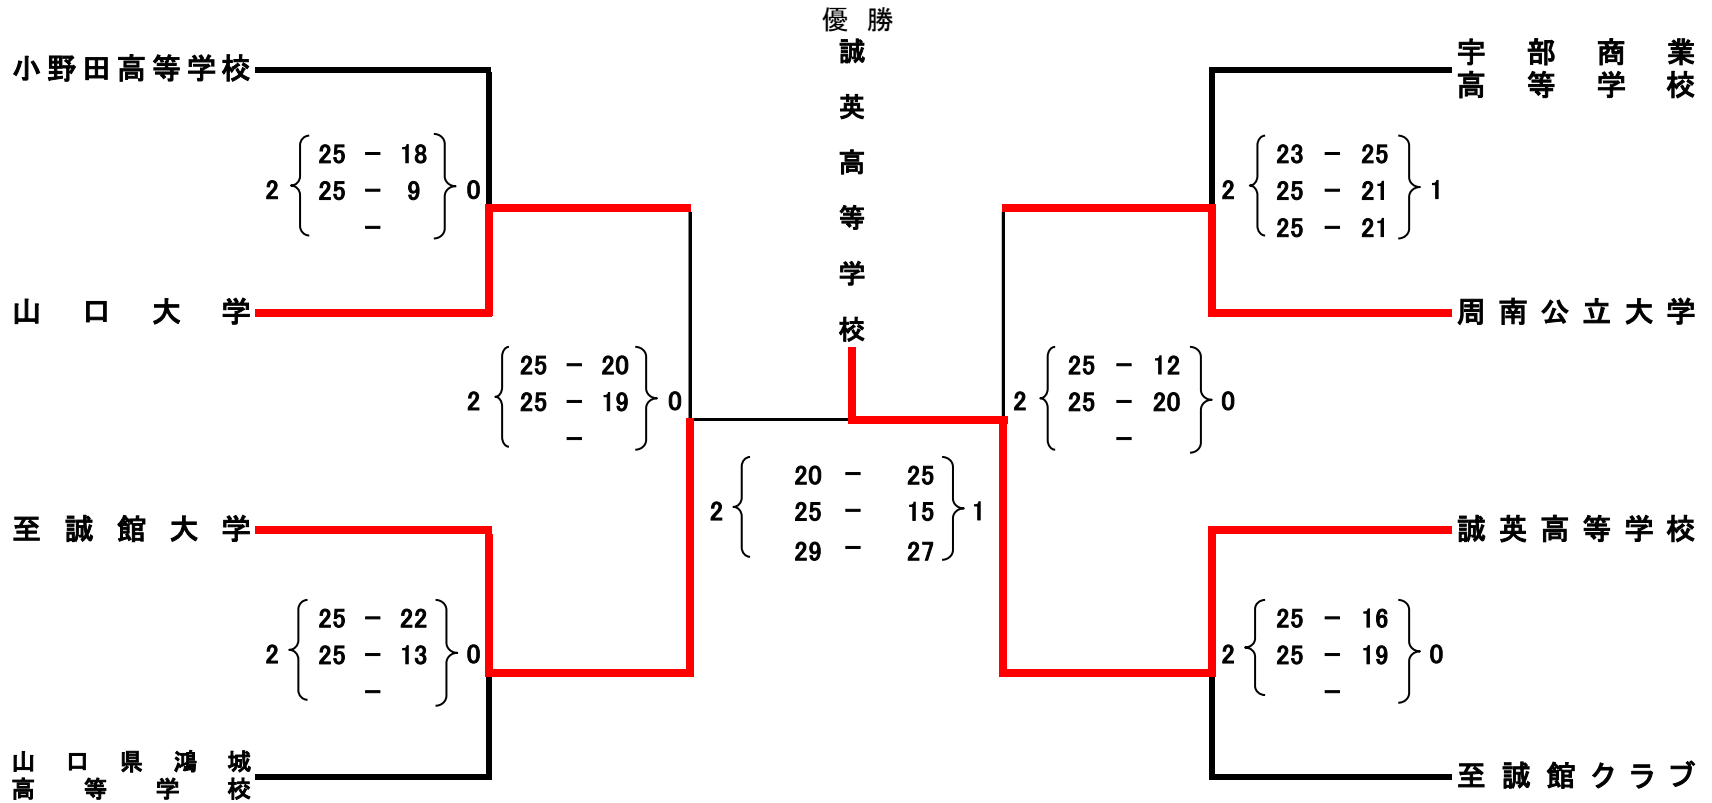 優勝
誠英高等学校
小野田高等学校
2 25 － 18 0
25 － 9
－
山口大学
2 25 － 20 0
25 － 19
－
至誠館大学
2 25 － 22 0
25 － 13
－
山口県鴻城
高等学校
2 20 － 25 1
25 － 15
29 － 27
宇部商業
高等学校
2 23 － 25 1
25 － 21
25 － 21
周南公立大学
2 25 － 12 0
25 － 20
－
誠英高等学校
2 25 － 16 0
25 － 19
－
至誠館クラブ